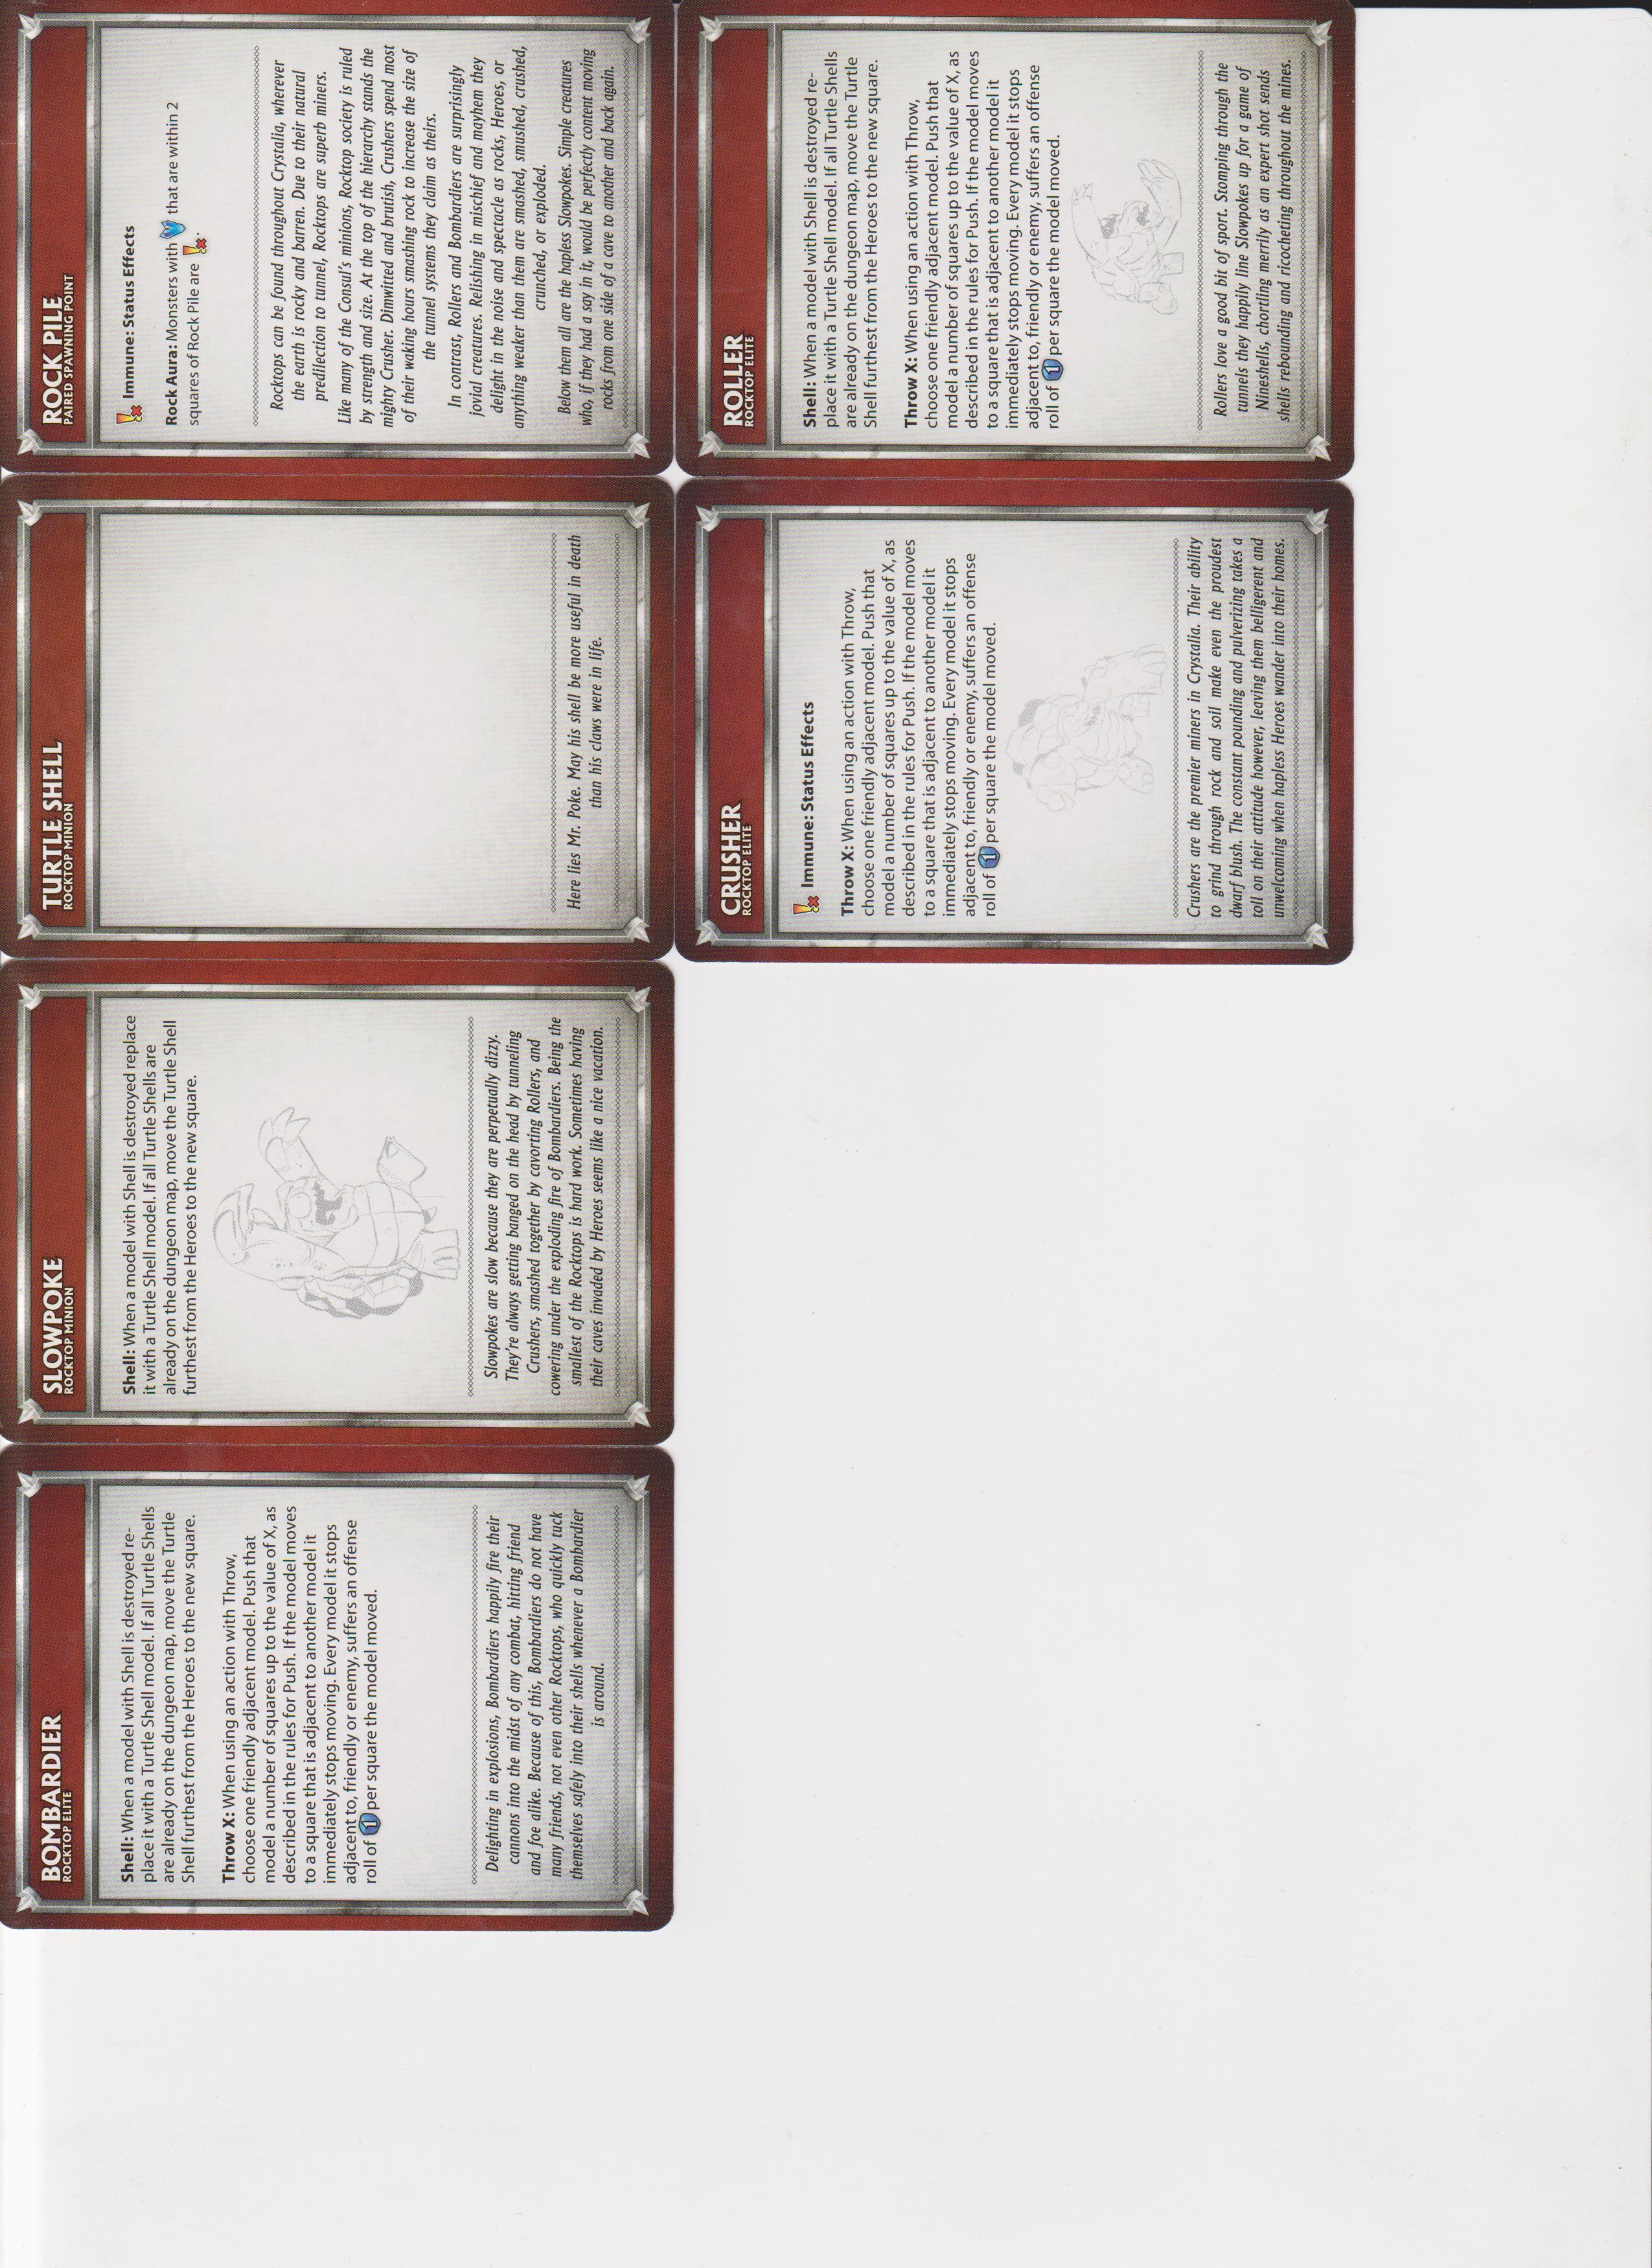 BOMBARDIER
ROCKTOP ELITE
Shell: When a model with Shell is destroyed re-
place it with a Turtle Shell model. If all Turtle Shells
are already on the dungeon map, move the Turtle
Shell furthest from the Heroes to the new square.
Throw X: When using an action with Throw,
choose one friendly adjacent model. Push that
model a number of squares up to the value of X, as
described in the rules for Push. If the model moves
to a square that is adjacent to another model it
immediately stops moving. Every model it stops
adjacent to, friendly or enemy, suffers an offense
roll of 1 per square the model moved.
Delighting in explosions, Bombardiers happily fire their
cannons into the midst of any combat, hitting friend
and foe alike. Because of this, Bombardiers do not have
many friends, not even other Rocktops, who quickly tuck
themselves safely into their shells whenever a Bombardier
is around.
SLOWPOKE
ROCKTOP MINION
Shell: When a model with Shell is destroyed replace
it with a Turtle Shell model. If all Turtle Shells are
already on the dungeon map, move the Turtle Shell
furthest from the Heroes to the new square.
Slowpokes are slow because they are perpetually dizzy.
They're always getting banged on the head by tunneling
Crushers, smashed together by cavorting Rollers, and
cowering under the exploding fire of Bombardiers. Being the
smallest of the Rocktops is hard work. Sometimes having
their caves invaded by Heroes seems like a nice vacation.
TURTLE SHELL
ROCKTOP MINION
Here lies Mr. Poke. May his shell be more useful in death
than his claws were in life.
ROCK PILE
PAIRED SPAWNING POINT
Immune: Status Effects
Rock Aura: Monsters with that are within 2
squares of Rock Pile are .
Rocktops can be found throughout Crystalia, wherever
the earth is rocky and barren. Due to their natural
predilection to tunnel, Rocktops are superb miners.
Like many of the Consul's minions, Rocktop society is ruled
by strength and size. At the top of the hierarchy stands the
mighty Crusher. Dimwitted and brutish, Crushers spend most
of their waking hours smashing rock to increase the size of
the tunnel systems they claim as theirs.
In contrast, Rollers and Bombardiers are surprisingly
jovial creatures. Relishing in mischief and mayhem they
delight in the noise and spectacle as rocks, Heroes, or
anything weaker than them are smashed, smushed, crushed,
crunched, or exploded.
Below them all are the hapless Slowpokes. Simple creatures
who, if they had a say in it, would be perfectly content moving
rocks from one side of a cave to another and back again.
CRUSHER
ROCKTOP ELITE
Immune: Status Effects
Throw X: When using an action with Throw,
choose one friendly adjacent model. Push that
model a number of squares up to the value of X, as
described in the rules for Push. If the model moves
to a square that is adjacent to another model it
immediately stops moving. Every model it stops
adjacent to, friendly or enemy, suffers an offense
roll of 1 per square the model moved.
Crushers are the premier miners in Crystalia. Their ability
to grind through rock and soil make even the proudest
dwarf blush. The constant pounding and pulverizing takes a
toll on their attitude however, leaving them belligerent and
unwelcoming when hapless Heroes wander into their homes.
ROLLER
ROCKTOP ELITE
Shell: When a model with Shell is destroyed re-
place it with a Turtle Shell model. If all Turtle Shells
are already on the dungeon map, move the Turtle
Shell furthest from the Heroes to the new square.
Throw X: When using an action with Throw,
choose one friendly adjacent model. Push that
model a number of squares up to the value of X, as
described in the rules for Push. If the model moves
to a square that is adjacent to another model it
immediately stops moving. Every model it stops
adjacent to, friendly or enemy, suffers an offense
roll of 1 per square the model moved.
Rollers love a good bit of sport. Stomping through the
tunnels they happily line Slowpokes up for a game of
Nineshells, chortling merrily as an expert shot sends
shells rebounding and ricocheting throughout the mines.